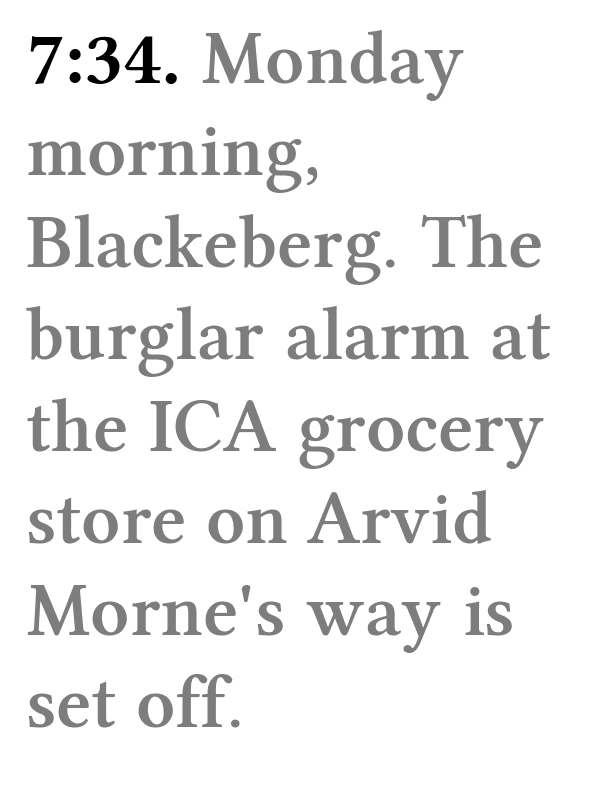 7:34. Monday
morning,
Blackeberg. The
burglar alarm at
the ICA grocery
store on Arvid
Morne's way is
set off.